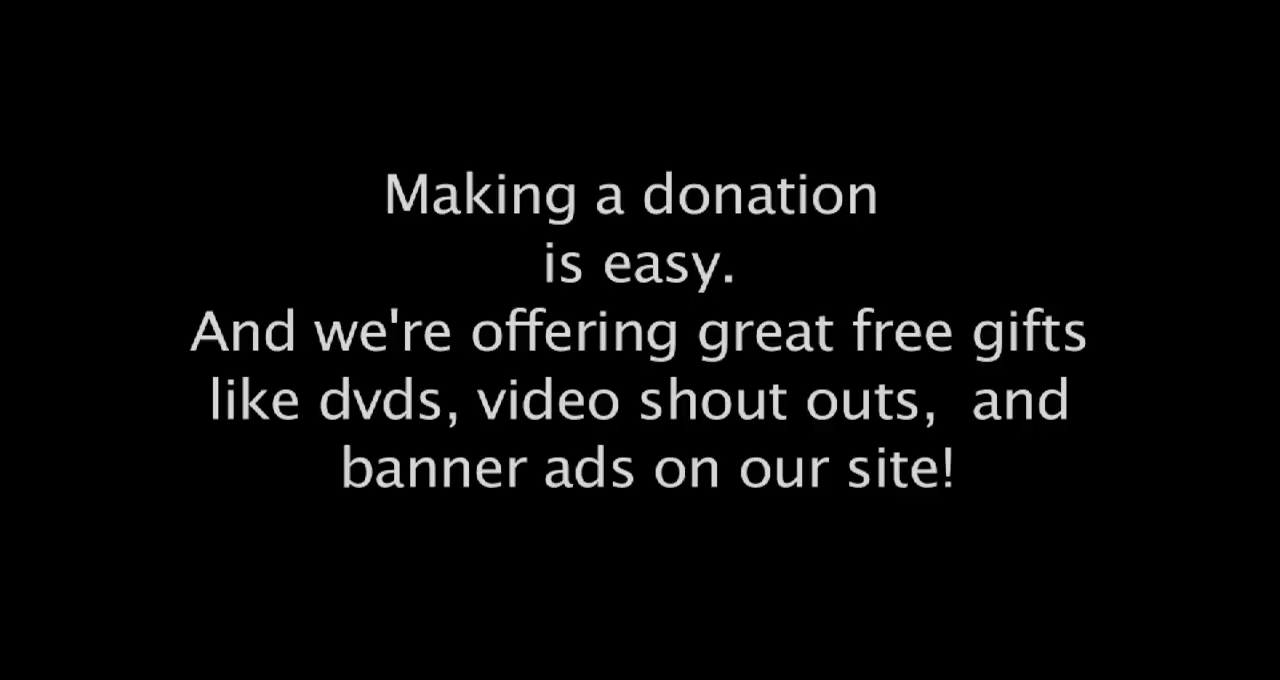 Making a donation
is easy.
And we're offering great free gifts
like dvds, video shout outs,  and
banner ads on our site!